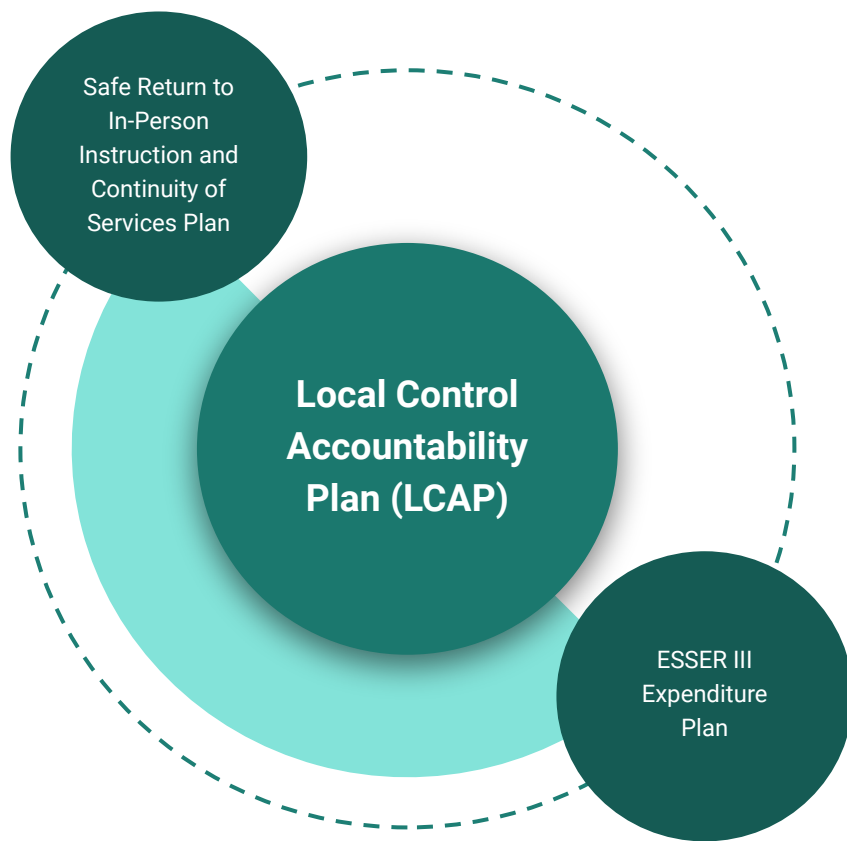 Safe Return to
In-Person
Instruction and
Continuity of
Services Plan
Local Control
Accountability
Plan (LCAP)
ESSER III
Expenditure
Plan